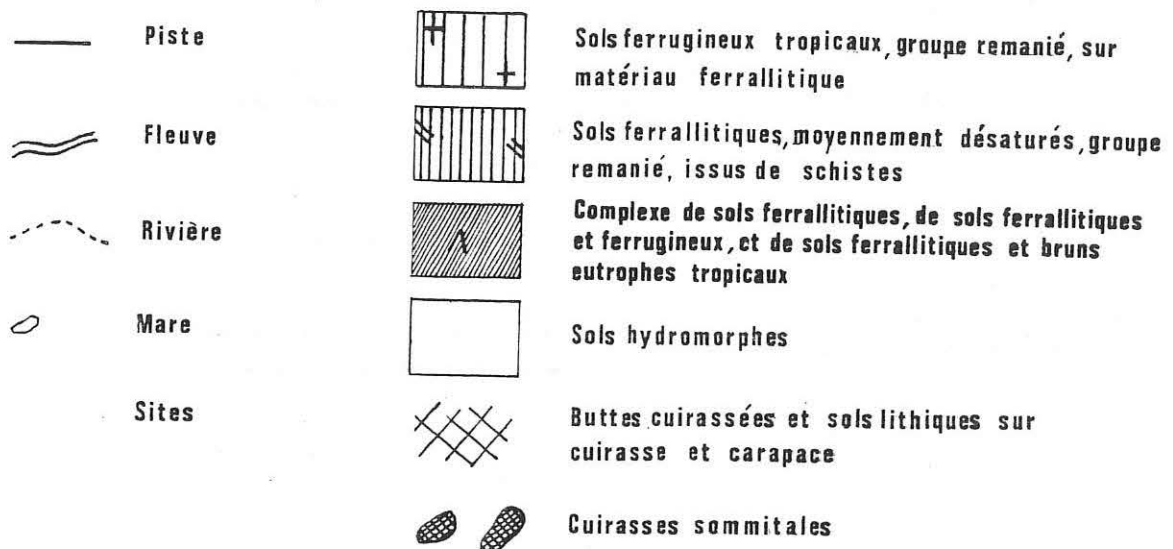 Piste
Fleuve
Rivière
Mare
Sites
Sols ferrugineux tropicaux, groupe remanié, sur
matériau ferrallitique
Sols ferrallitiques, moyennement désaturés, groupe
remanié, issus de schistes
Complexe de sols ferrallitiques, de sols ferrallitiques
et ferrugineux, et de sols ferrallitiques et bruns
eutrophes tropicaux
Sols hydromorphes
Buttes cuirassées et sols lithiques sur
cuirasse et carapace
Cuirasses sommitales